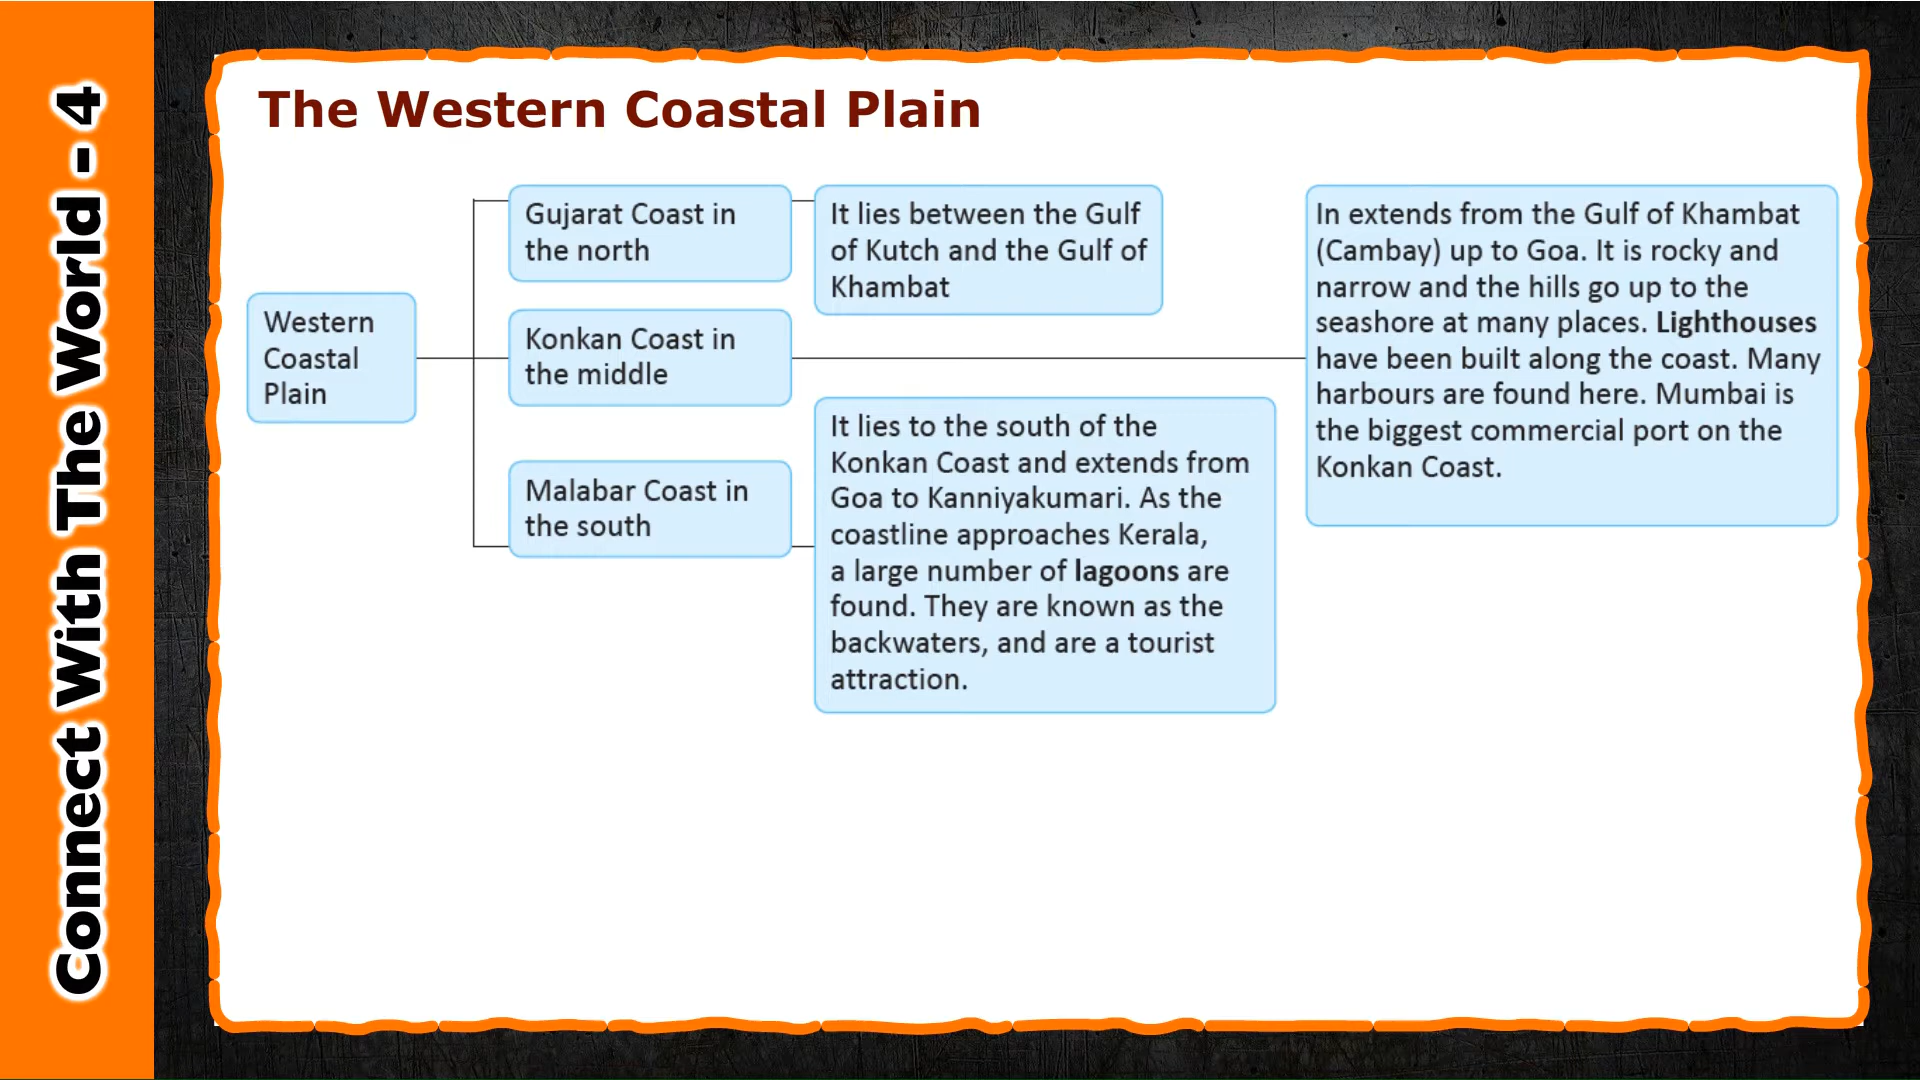 Connect With The World - 4
The Western Coastal Plain
Western
Coastal
Plain
Gujarat Coast in
the north
It lies between the Gulf
of Kutch and the Gulf of
Khambat
Konkan Coast in
the middle
In extends from the Gulf of Khambat
(Cambay) up to Goa. It is rocky and
narrow and the hills go up to the
seashore at many places. Lighthouses
have been built along the coast. Many
harbours are found here. Mumbai is
the biggest commercial port on the
Konkan Coast.
Malabar Coast in
the south
It lies to the south of the
Konkan Coast and extends from
Goa to Kanniyakumari. As the
coastline approaches Kerala,
a large number of lagoons are
found. They are known as the
backwaters, and are a tourist
attraction.